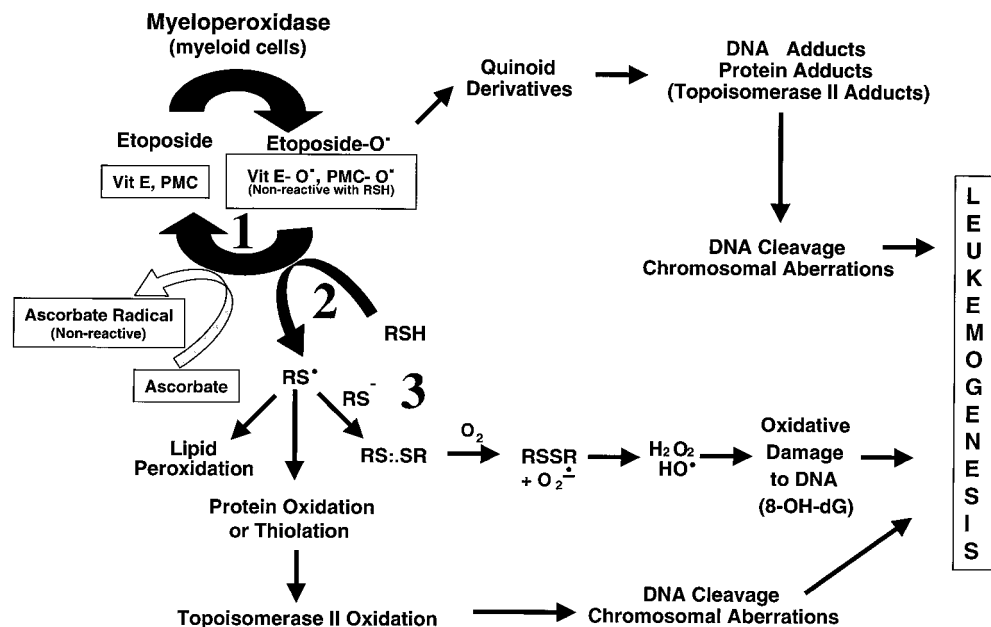 Myeloperoxidase
(myeloid cells)
Etoposide
Etoposide-O•
Vit E, PMC
Vit E- O•, PMC- O•
(Non-reactive with RSH)
Quinoid
Derivatives
DNA Adducts
Protein Adducts
(Topoisomerase II Adducts)
DNA Cleavage
Chromosomal Aberrations
1
2
Ascorbate Radical
(Non-reactive)
Ascorbate
RSH
RS•
RS-
3
Lipid
Peroxidation
RS∴SR
O2
RSSR
+ O2•-
H2O2
HO•
Oxidative
Damage
to DNA
(8-OH-dG)
Protein Oxidation
or Thiolation
Topoisomerase II Oxidation
DNA Cleavage
Chromosomal Aberrations
LEUKEMOGENESIS